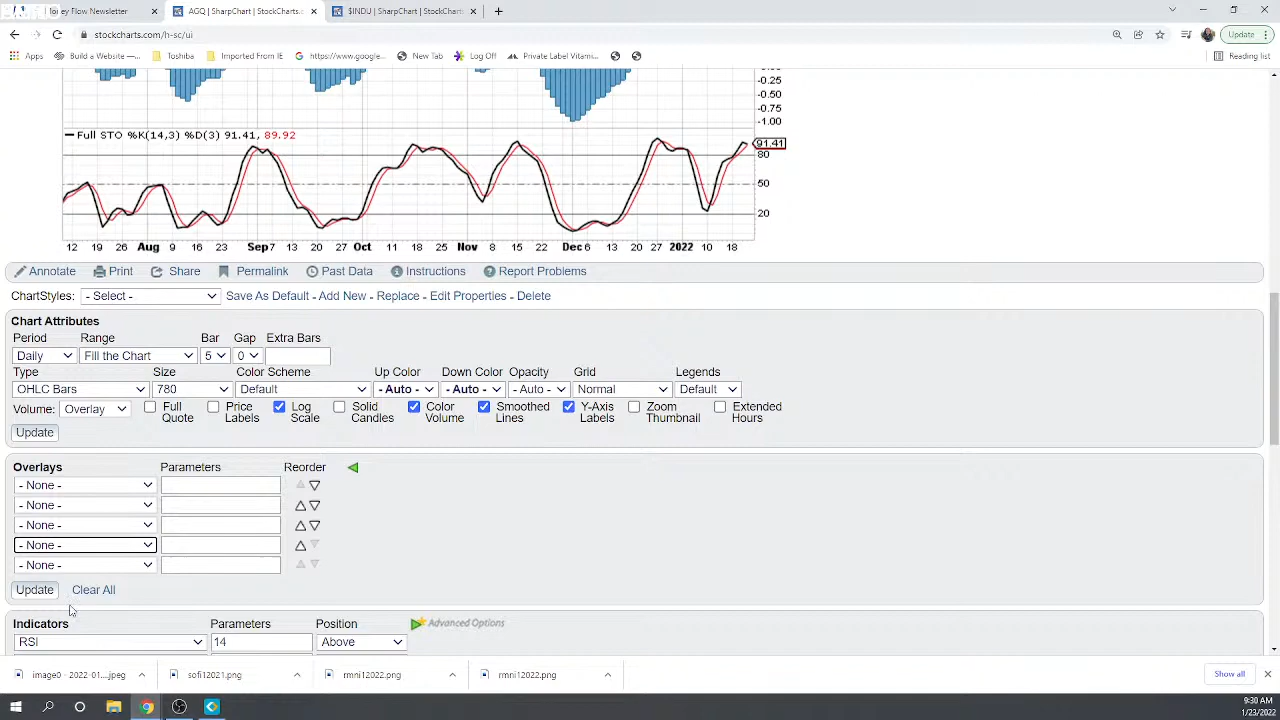 ey Flow Newsletter
AGQ | SharpChart | StockCharts.
$INDU | SharpChart | StockCharts
stockcharts.com/h-sc/ui
Update
Apps
Build a Website —...
Toshiba
Imported From IE
https://www.google...
New Tab
Log Off
Private Label Vitami...
Reading list
-0.25
-0.50
-0.75
-1.00
Full STO %K(14,3) %D(3) 91.41, 89.92
91.41
80
50
20
12 19 26 Aug 9 16 23 Sep 7 13 20 27 Oct 11 18 25 Nov 8 15 22 Dec 6 13 20 27 2022 10 18
Annotate Print Share Permalink Past Data Instructions Report Problems
ChartStyles: - Select - Save As Default - Add New - Replace - Edit Properties - Delete
Chart Attributes
Period Range Bar Gap Extra Bars
Daily Fill the Chart 5 0
Type Size Color Scheme Up Color Down Color Opacity Grid Legends
OHLC Bars 780 Default - Auto - - Auto - - Auto - Normal Default
Volume: Overlay Full Quote Price Labels Log Scale Solid Candles Color Volume Smoothed Lines Y-Axis Labels Zoom Thumbnail Extended Hours
Update
Overlays Parameters Reorder
- None -
- None -
- None -
- None -
- None -
Update Clear All
Indicators Parameters Position Advanced Options
RSI 14 Above
image0 - 2022-01...jpeg
sofi12021.png
rmni12022.png
rmni12022.png
Show all
9:30 AM
1/23/2022